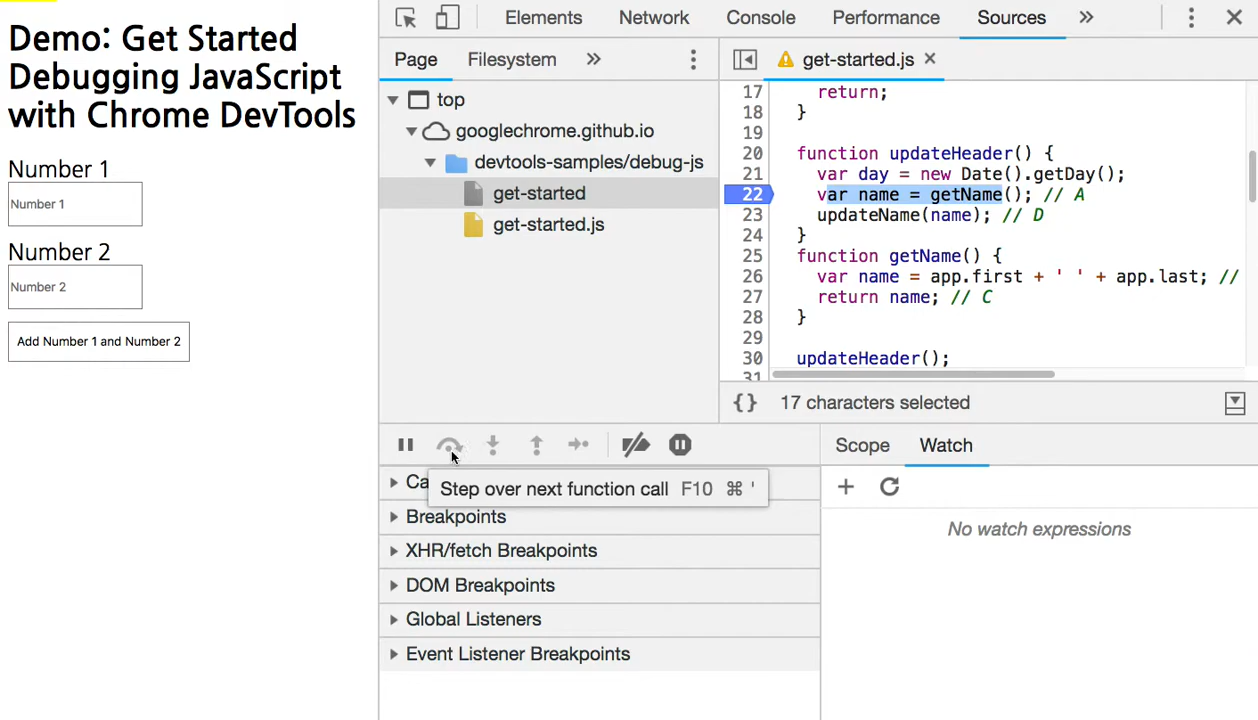 Demo: Get Started
Debugging JavaScript
with Chrome DevTools
Number 1
Number 1
Number 2
Number 2
Add Number 1 and Number 2
Elements Network Console Performance Sources »
Page Filesystem »
top
googlechrome.github.io
devtools-samples/debug-js
get-started
get-started.js
get-started.js
17 return;
18 }
19
20 function updateHeader() {
21 var day = new Date().getDay();
22 var name = getName(); // A
23 updateName(name); // D
24 }
25 function getName() {
26 var name = app.first + ' ' + app.last; //
27 return name; // C
28 }
29
30 updateHeader();
31
{} 17 characters selected
Ca
Step over next function call F10 ⌘ '
Breakpoints
XHR/fetch Breakpoints
DOM Breakpoints
Global Listeners
Event Listener Breakpoints
Scope Watch
No watch expressions